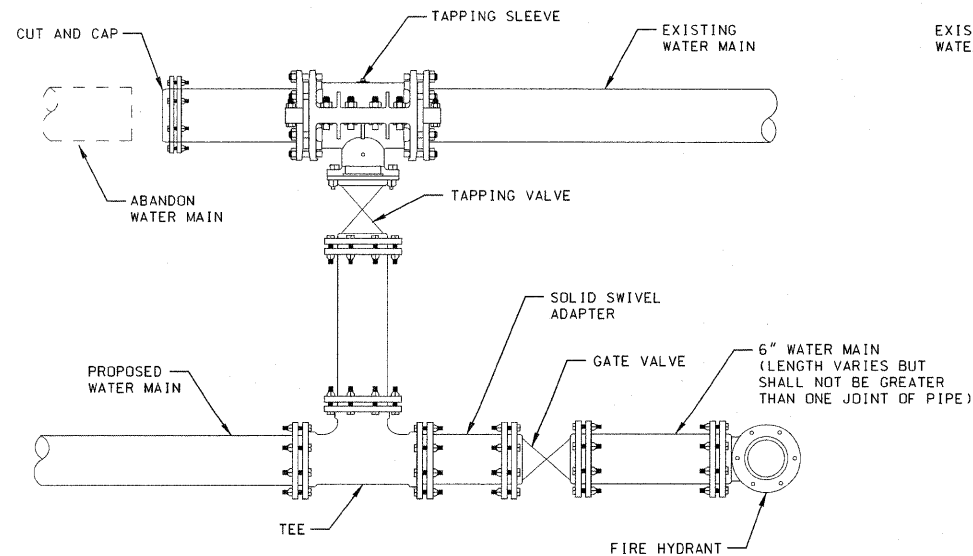 TAPPING SLEEVE
CUT AND CAP
EXISTING
WATER MAIN
EXIS
WATE
ABANDON
WATER MAIN
TAPPING VALVE
SOLID SWIVEL
ADAPTER
GATE VALVE
6" WATER MAIN
(LENGTH VARIES BUT
SHALL NOT BE GREATER
THAN ONE JOINT OF PIPE)
PROPOSED
WATER MAIN
TEE
FIRE HYDRANT